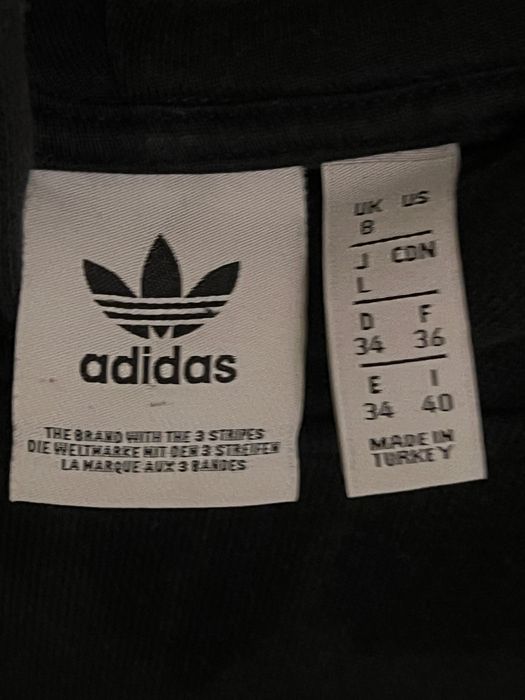 adidas
THE BRAND WITH THE 3 STRIPES
DIE WELTMARKE MIT DEN 3 STREIFEN
LA MARQUE AUX 3 BANDES
UK US
8
J CDN
L
D F
34 36
E I
34 40
MADE IN
TURKEY